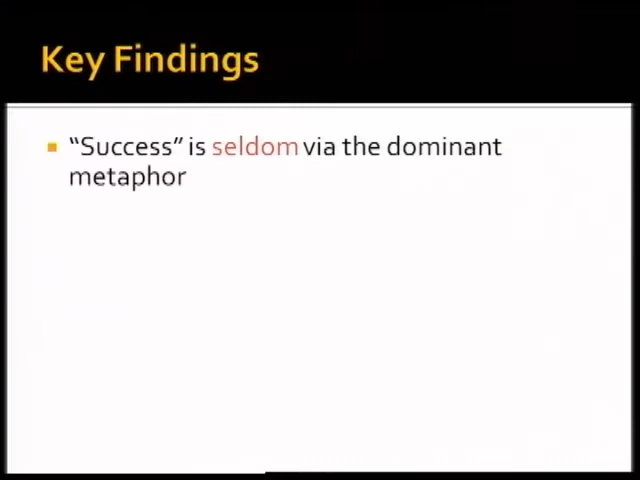 Key Findings
“Success” is seldom via the dominant
metaphor